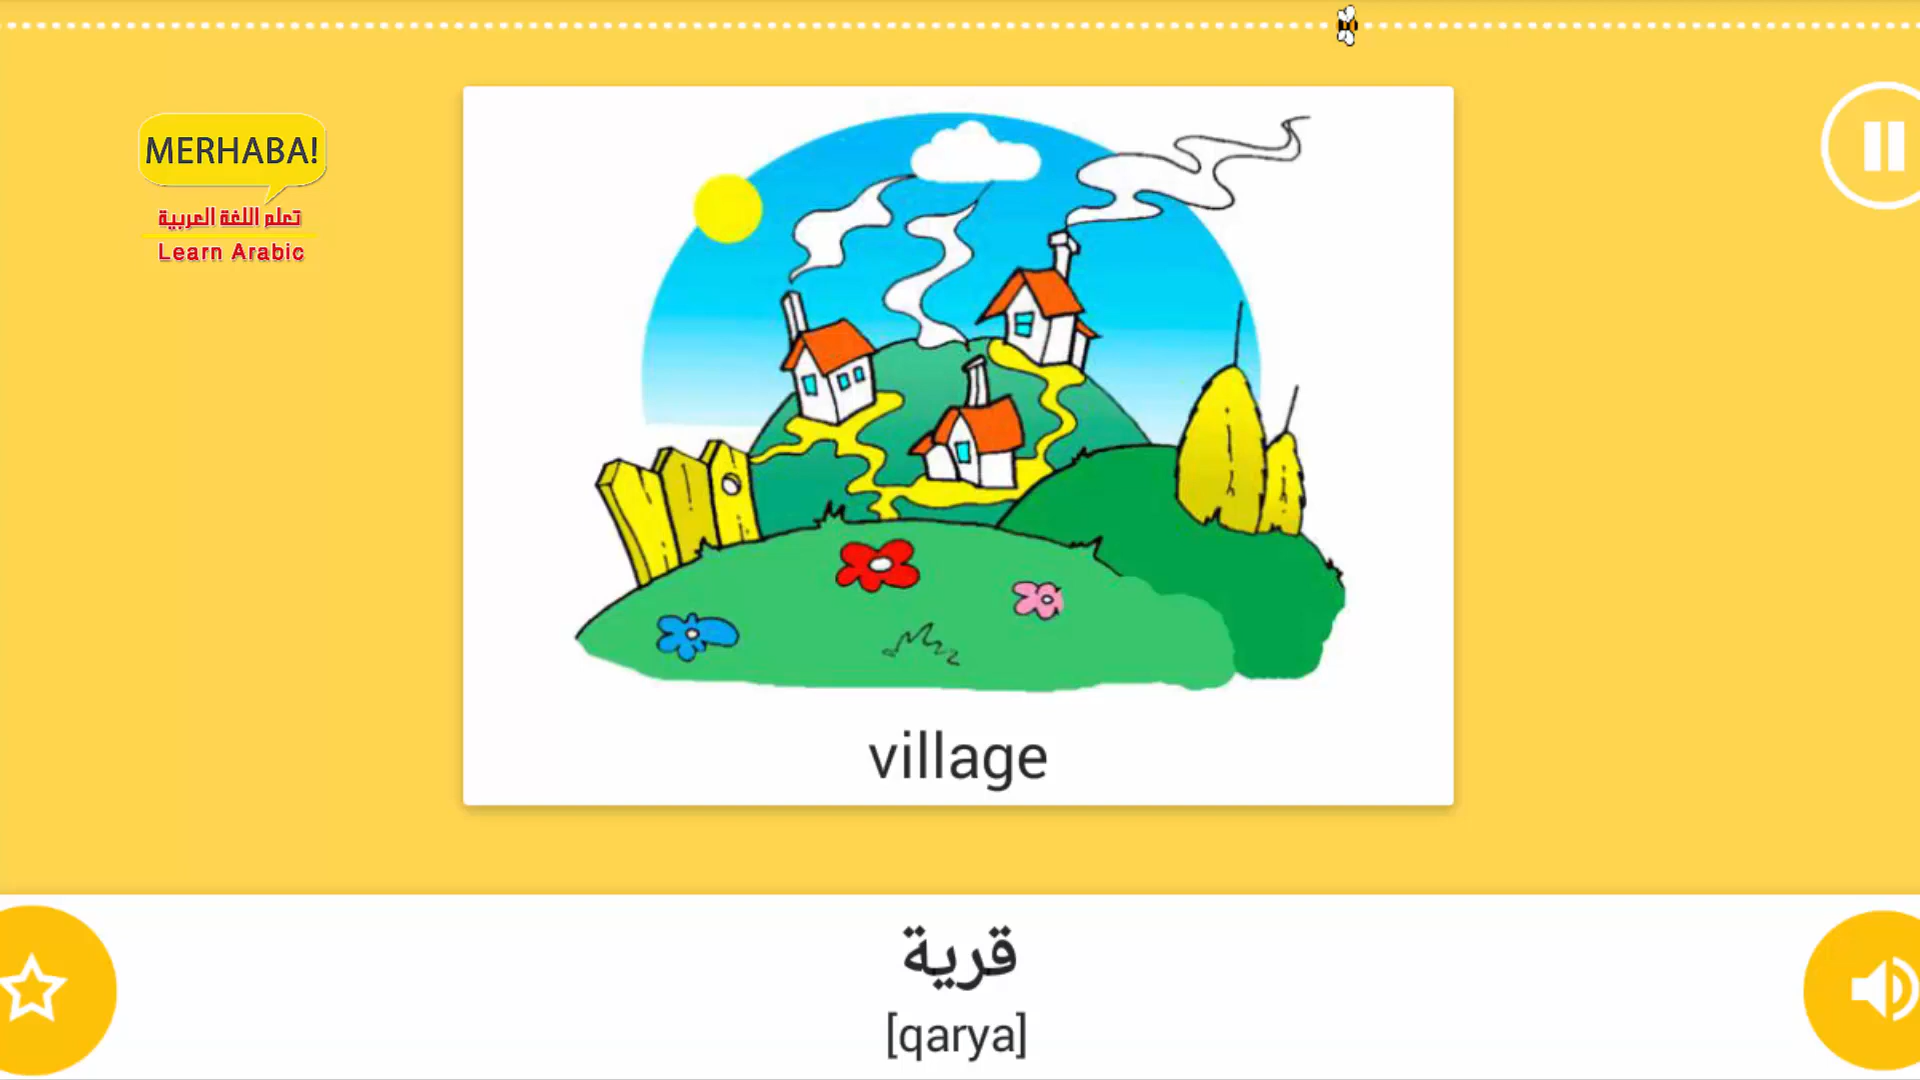 MERHABA!
تعلم اللغة العربية
Learn Arabic
village
قرية
[qarya]